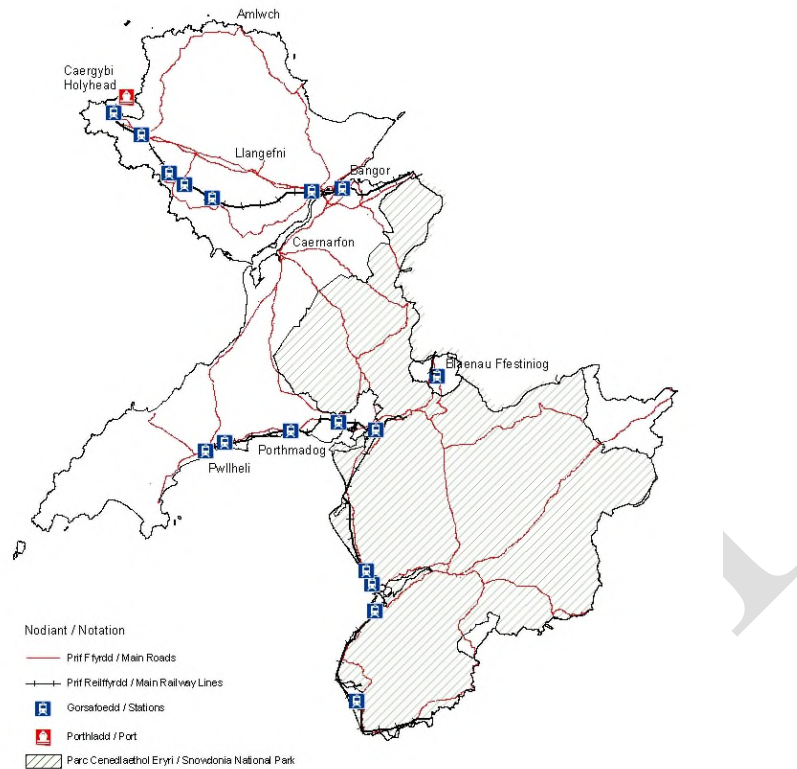 Amlwch
Caergybi
Holyhead
Llangefni
Bangor
Caernarfon
Blaenau Ffestiniog
Porthmadog
Pwllheli
Nodiant / Notation
Prif Ffyrdd / Main Roads
Prif Reilffyrdd / Main Railway Lines
Gorsafoedd / Stations
Porthladd / Port
Parc Cenedlaethol Eryri / Snowdonia National Park